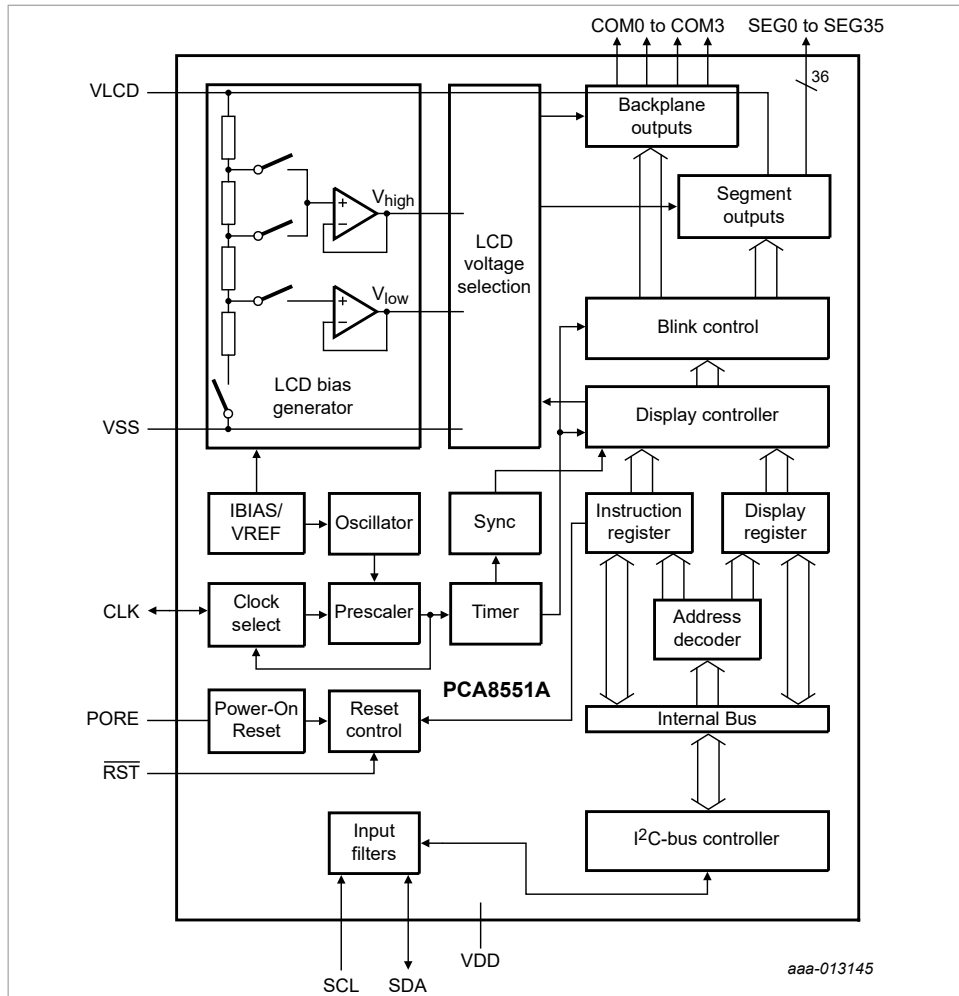 COM0 to COM3
SEG0 to SEG35
36
VLCD
Backplane
outputs
Vhigh
Segment
outputs
LCD
voltage
selection
Vlow
Blink control
LCD bias
generator
Display controller
VSS
IBIAS/
VREF
Oscillator
Sync
Instruction
register
Display
register
CLK
Clock
select
Prescaler
Timer
Address
decoder
PCA8551A
PORE
Power-On
Reset
Reset
control
Internal Bus
RST
Input
filters
I2C-bus controller
VDD
SCL
SDA
aaa-013145